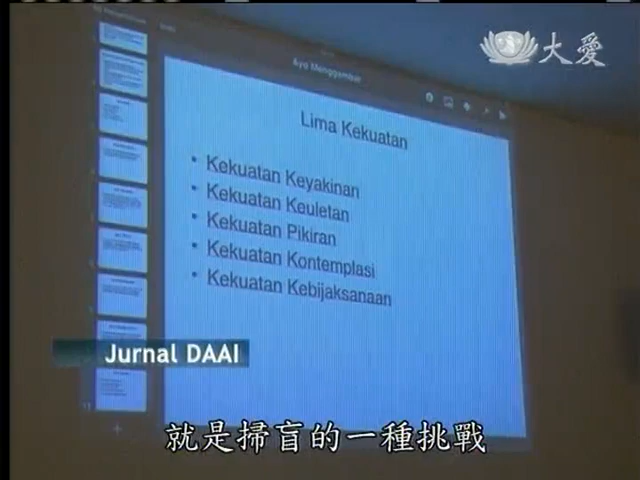 大愛
Ayo Menggambar
Lima Kekuatan
• Kekuatan Keyakinan
• Kekuatan Keuletan
• Kekuatan Pikiran
• Kekuatan Kontemplasi
• Kekuatan Kebijaksanaan
Jurnal DAAI
就是掃盲的一種挑戰